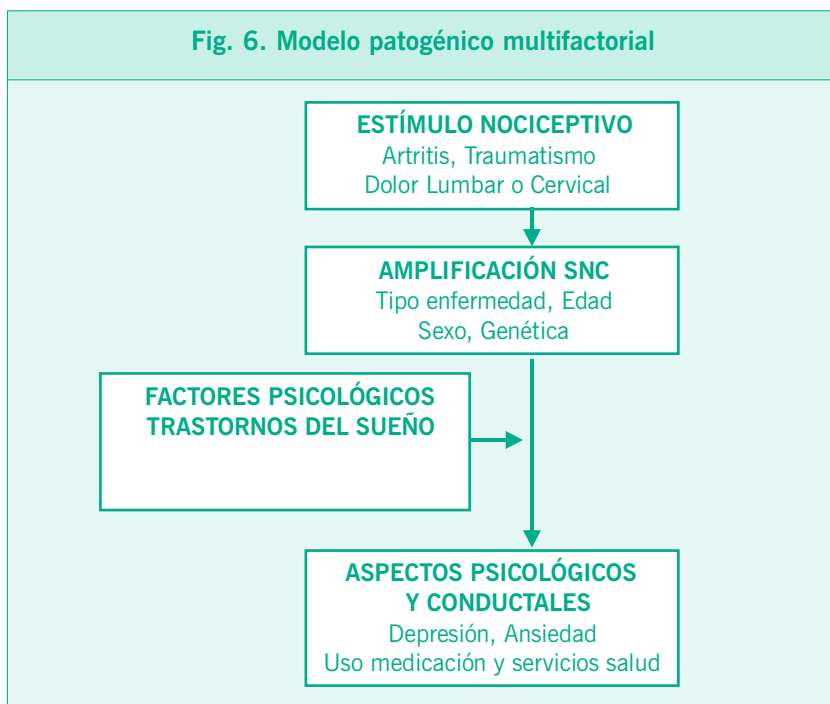 Fig. 6. Modelo patogénico multifactorial
ESTÍMULO NOCICEPTIVO
Artritis, Traumatismo
Dolor Lumbar o Cervical
AMPLIFICACIÓN SNC
Tipo enfermedad, Edad
Sexo, Genética
FACTORES PSICOLÓGICOS
TRASTORNOS DEL SUEÑO
ASPECTOS PSICOLÓGICOS
Y CONDUCTALES
Depresión, Ansiedad
Uso medicación y servicios salud